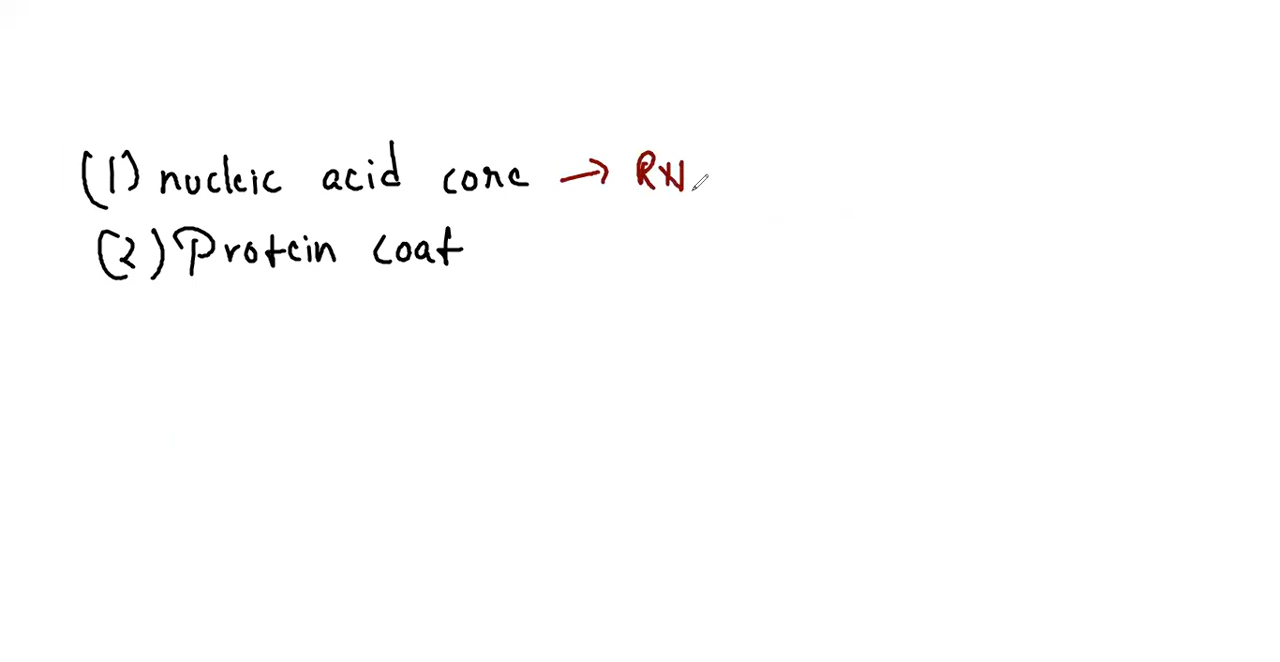 (1) nucleic acid core → RN
(2) Protein coat